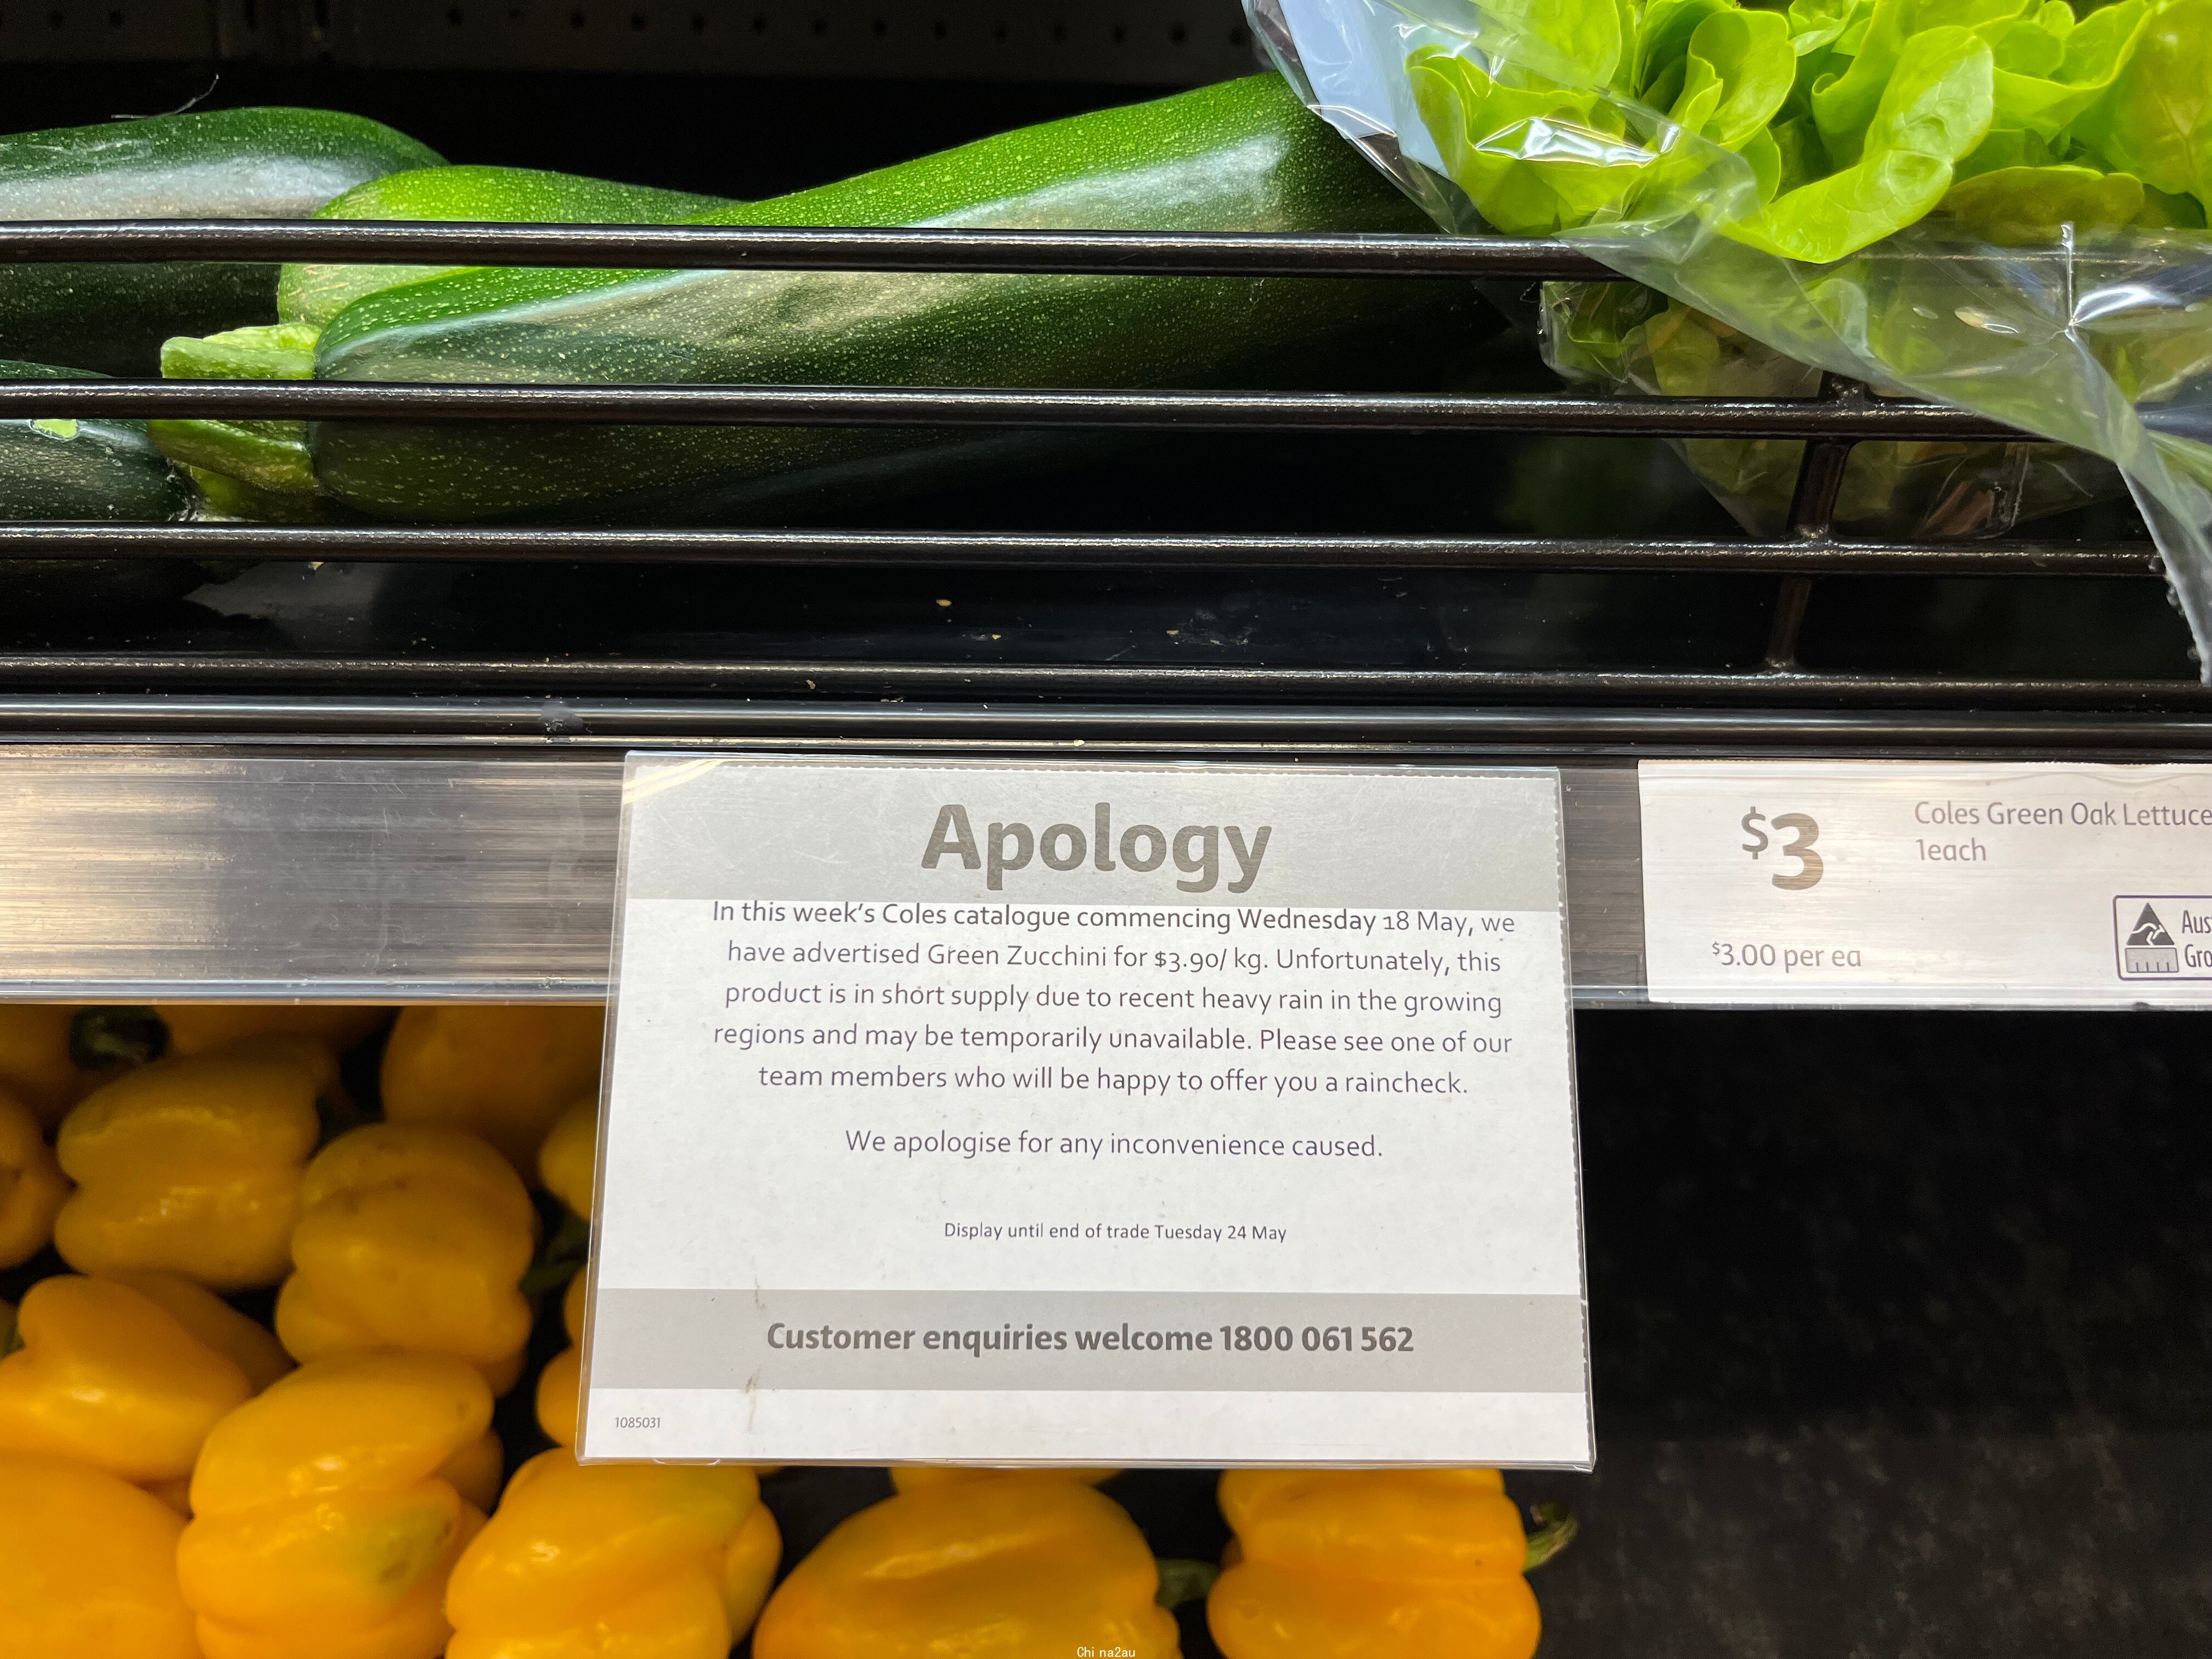 Apology
In this week's Coles catalogue commencing Wednesday 18 May, we
have advertised Green Zucchini for $3.90/ kg. Unfortunately, this
product is in short supply due to recent heavy rain in the growing
regions and may be temporarily unavailable. Please see one of our
team members who will be happy to offer you a raincheck.
We apologise for any inconvenience caused.
Display until end of trade Tuesday 24 May
Customer enquiries welcome 1800 061 562
1085031
$3
Coles Green Oak Lettuce
1each
$3.00 per ea
Aus
Gro
China2au